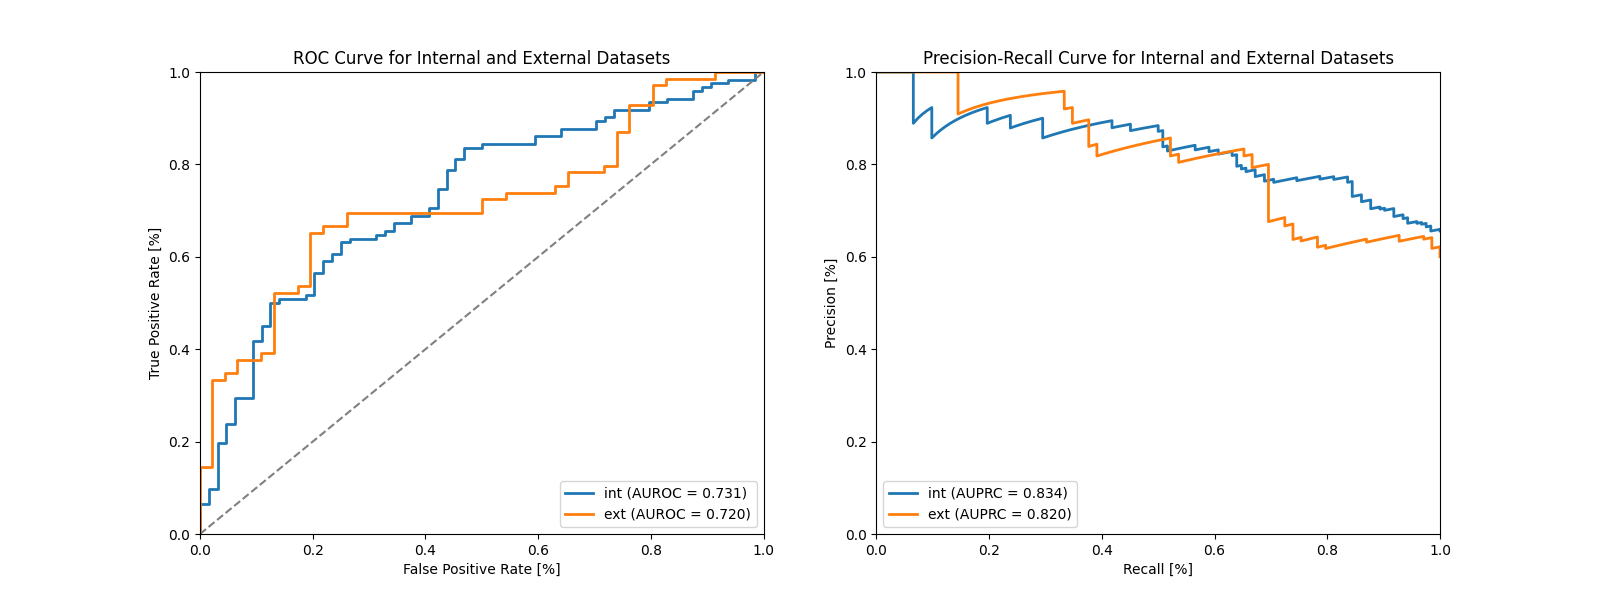 ROC Curve for Internal and External Datasets
1.0
0.8
0.6
0.4
0.2
0.0
True Positive Rate [%]
0.0 0.2 0.4 0.6 0.8 1.0
False Positive Rate [%]
int (AUROC = 0.731)
ext (AUROC = 0.720)
Precision-Recall Curve for Internal and External Datasets
1.0
0.8
0.6
0.4
0.2
0.0
Precision [%]
0.0 0.2 0.4 0.6 0.8 1.0
Recall [%]
int (AUPRC = 0.834)
ext (AUPRC = 0.820)